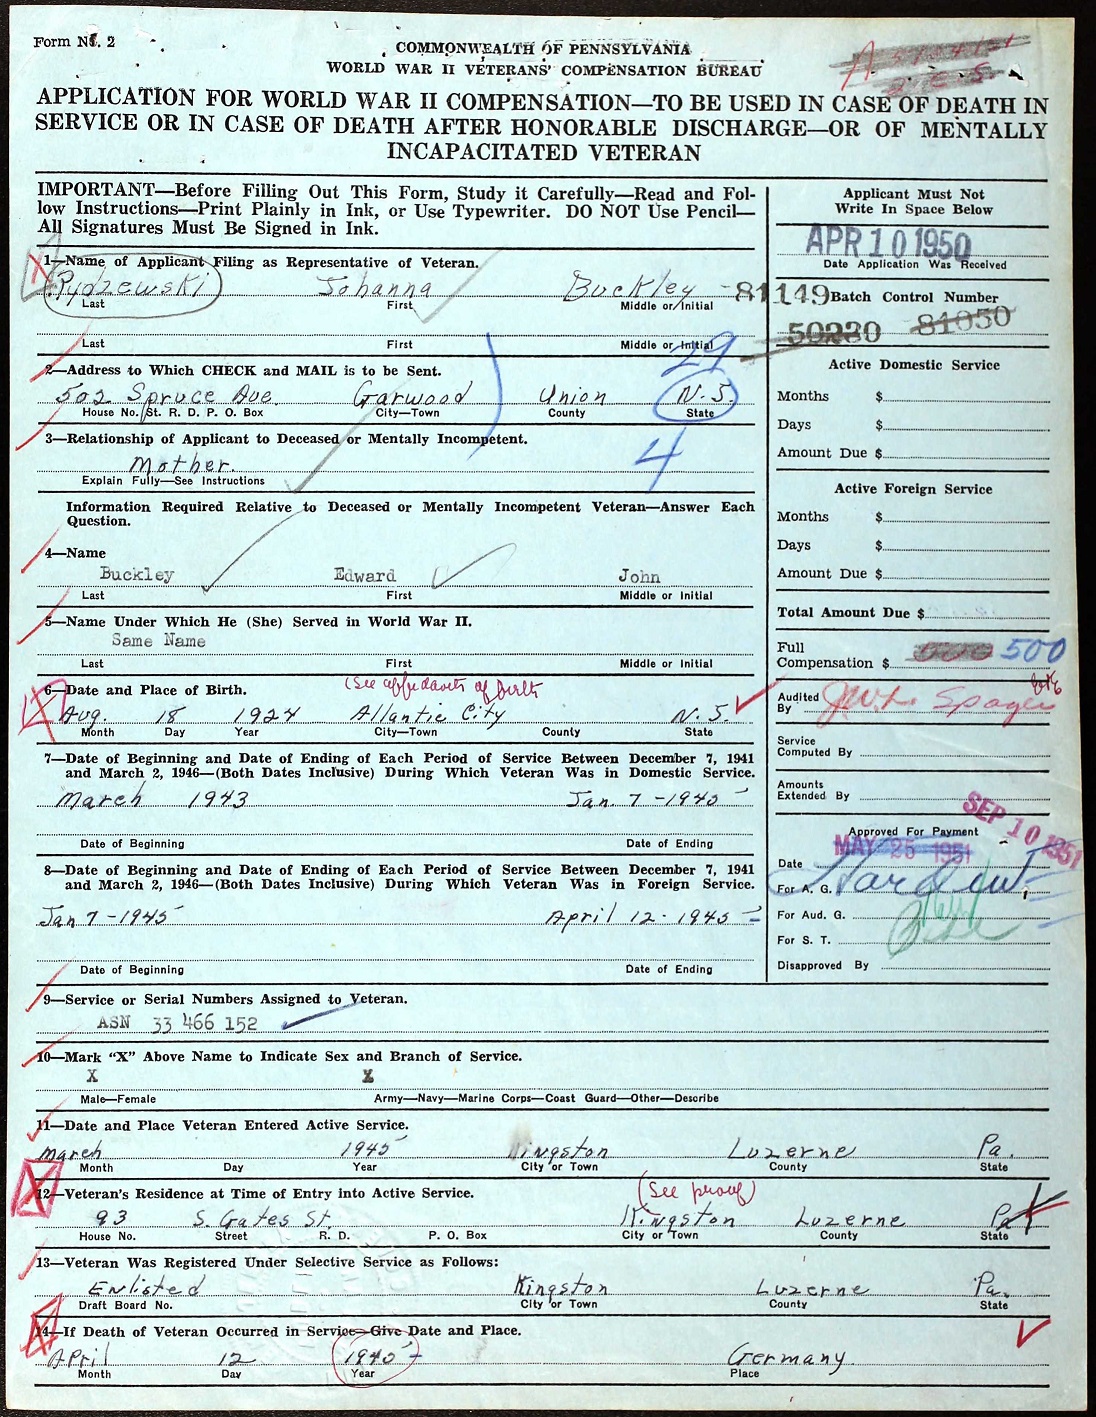 Form No. 2
COMMONWEALTH OF PENNSYLVANIA
WORLD WAR II VETERANS' COMPENSATION BUREAU
APPLICATION FOR WORLD WAR II COMPENSATION—TO BE USED IN CASE OF DEATH IN
SERVICE OR IN CASE OF DEATH AFTER HONORABLE DISCHARGE—OR OF MENTALLY
INCAPACITATED VETERAN
IMPORTANT—Before Filling Out This Form, Study it Carefully—Read and Fol-
low Instructions—Print Plainly in Ink, or Use Typewriter. DO NOT Use Pencil—
All Signatures Must Be Signed in Ink.
1—Name of Applicant Filing as Representative of Veteran.
Rydzewski Johanna Buckley
Last First Middle or Initial
Last First Middle or Initial
29
2—Address to Which CHECK and MAIL is to be Sent.
502 Spruce Ave. Garwood Union N.J.
House No. St. R. D. P. O. Box City—Town County State
3—Relationship of Applicant to Deceased or Mentally Incompetent.
Mother. 4
Explain Fully—See Instructions
Information Required Relative to Deceased or Mentally Incompetent Veteran—Answer Each
Question.
4—Name
Buckley Edward John
Last First Middle or Initial
5—Name Under Which He (She) Served in World War II.
Same Name
Last First Middle or Initial
6—Date and Place of Birth. (See affidavits of birth
Aug. 18 1924 Atlantic City N.J.
Month Day Year City—Town County State
7—Date of Beginning and Date of Ending of Each Period of Service Between December 7, 1941
and March 2, 1946—(Both Dates Inclusive) During Which Veteran Was in Domestic Service.
March 1943 Jan. 7 - 1945
Date of Beginning Date of Ending
8—Date of Beginning and Date of Ending of Each Period of Service Between December 7, 1941
and March 2, 1946—(Both Dates Inclusive) During Which Veteran Was in Foreign Service.
Jan 7 - 1945 April 12 - 1945
Date of Beginning Date of Ending
Applicant Must Not
Write In Space Below
APR 10 1950
Date Application Was Received
81149 Batch Control Number
50220 81050
Active Domestic Service
Months $
Days $
Amount Due $
Active Foreign Service
Months $
Days $
Amount Due $
Total Amount Due $
Full
Compensation $ 500
Audited
By
Service
Computed By
Amounts
Extended By
SEP 10 1951
Approved For Payment
MAY 25 1951
Date
For A. G.
For Aud. G.
For S. T.
Disapproved By
9—Service or Serial Numbers Assigned to Veteran.
ASN 33 466 152
10—Mark "X" Above Name to Indicate Sex and Branch of Service.
X X
Male—Female Army—Navy—Marine Corps—Coast Guard—Other—Describe
11—Date and Place Veteran Entered Active Service.
March 1945 Kingston Luzerne Pa.
Month Day Year City or Town County State
12—Veteran's Residence at Time of Entry into Active Service. (See proof)
93 S. Gates St. Kingston Luzerne Pa
House No. Street R. D. P. O. Box City or Town County State
13—Veteran Was Registered Under Selective Service as Follows:
Enlisted Kingston Luzerne Pa.
Draft Board No. City or Town County State
14—If Death of Veteran Occurred in Service—Give Date and Place.
April 12 1945 Germany.
Month Day Year Place